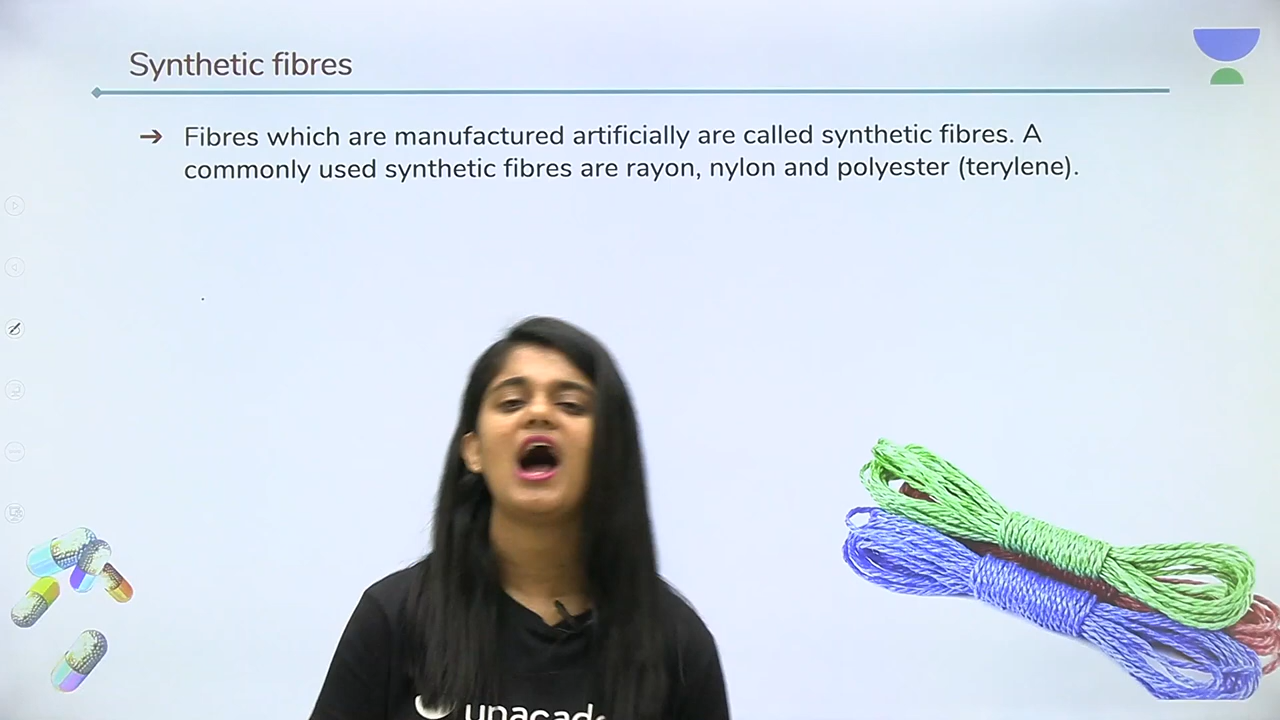 Synthetic fibres
➔ Fibres which are manufactured artificially are called synthetic fibres. A
commonly used synthetic fibres are rayon, nylon and polyester (terylene).
unacade